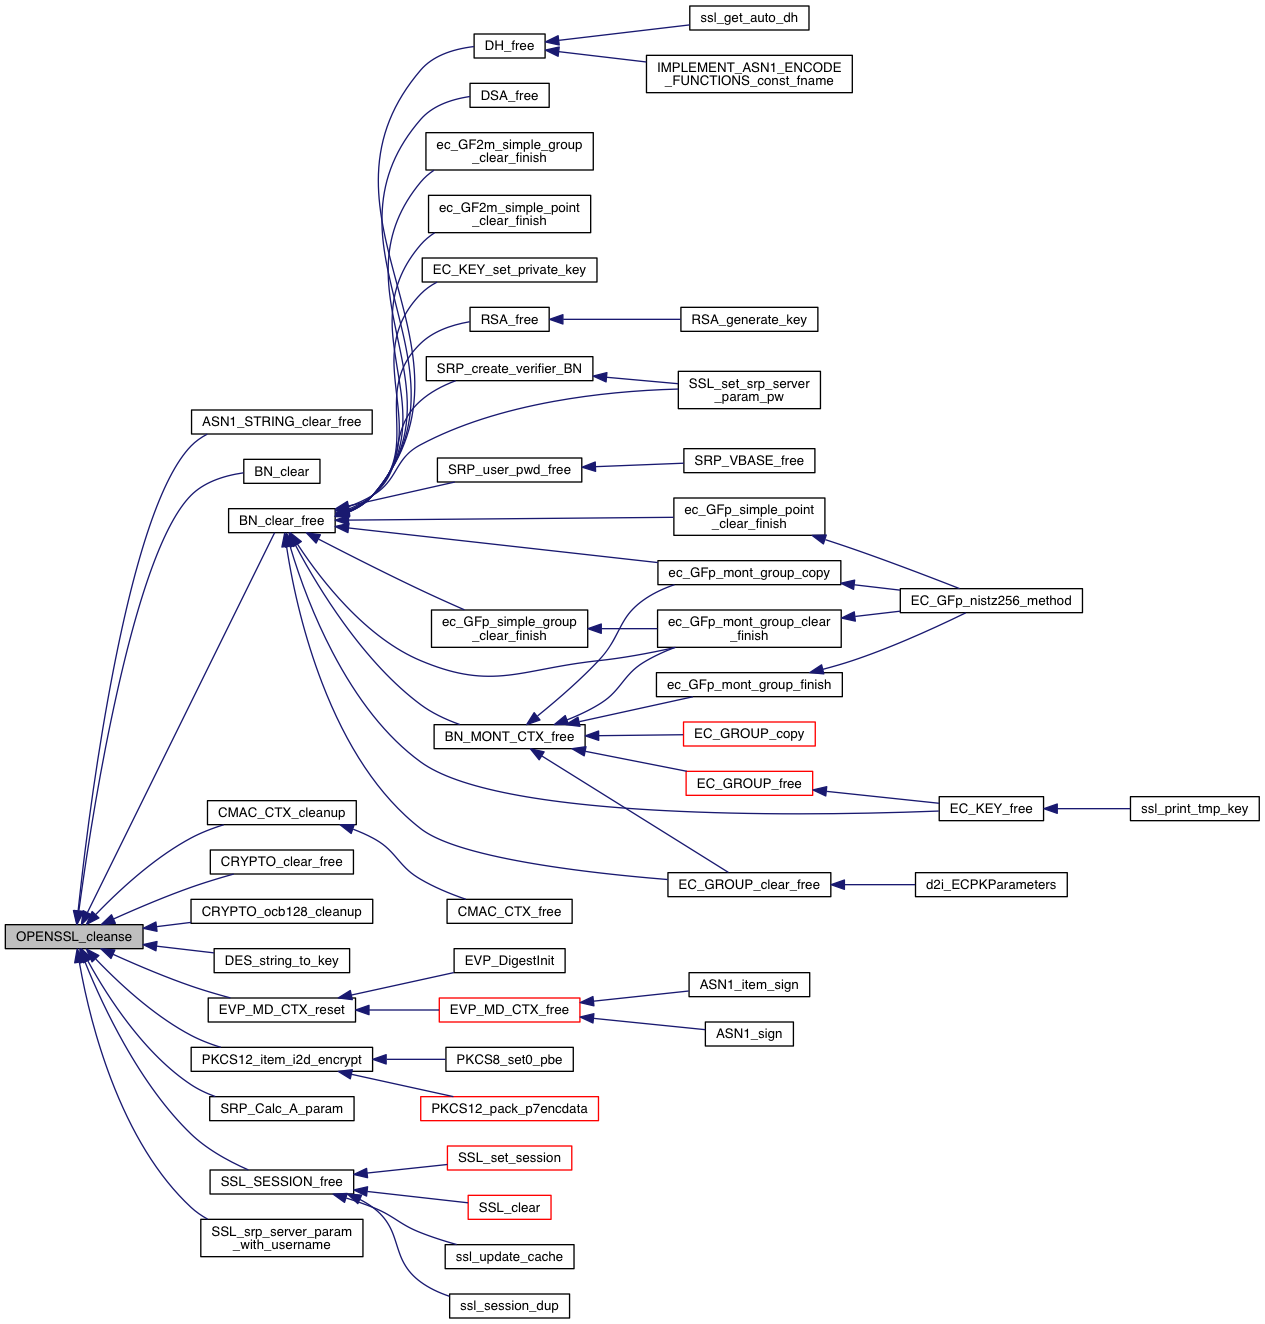 ssl_get_auto_dh
DH_free
IMPLEMENT_ASN1_ENCODE
_FUNCTIONS_const_fname
DSA_free
ec_GF2m_simple_group
_clear_finish
ec_GF2m_simple_point
_clear_finish
EC_KEY_set_private_key
RSA_free
RSA_generate_key
SRP_create_verifier_BN
SSL_set_srp_server
_param_pw
ASN1_STRING_clear_free
BN_clear
SRP_user_pwd_free
SRP_VBASE_free
BN_clear_free
ec_GFp_simple_point
_clear_finish
ec_GFp_mont_group_copy
EC_GFp_nistz256_method
ec_GFp_simple_group
_clear_finish
ec_GFp_mont_group_clear
_finish
ec_GFp_mont_group_finish
BN_MONT_CTX_free
EC_GROUP_copy
EC_GROUP_free
EC_KEY_free
ssl_print_tmp_key
CMAC_CTX_cleanup
CRYPTO_clear_free
EC_GROUP_clear_free
d2i_ECPKParameters
CRYPTO_ocb128_cleanup
CMAC_CTX_free
OPENSSL_cleanse
DES_string_to_key
EVP_DigestInit
ASN1_item_sign
EVP_MD_CTX_reset
EVP_MD_CTX_free
ASN1_sign
PKCS12_item_i2d_encrypt
PKCS8_set0_pbe
SRP_Calc_A_param
PKCS12_pack_p7encdata
SSL_set_session
SSL_SESSION_free
SSL_clear
SSL_srp_server_param
_with_username
ssl_update_cache
ssl_session_dup